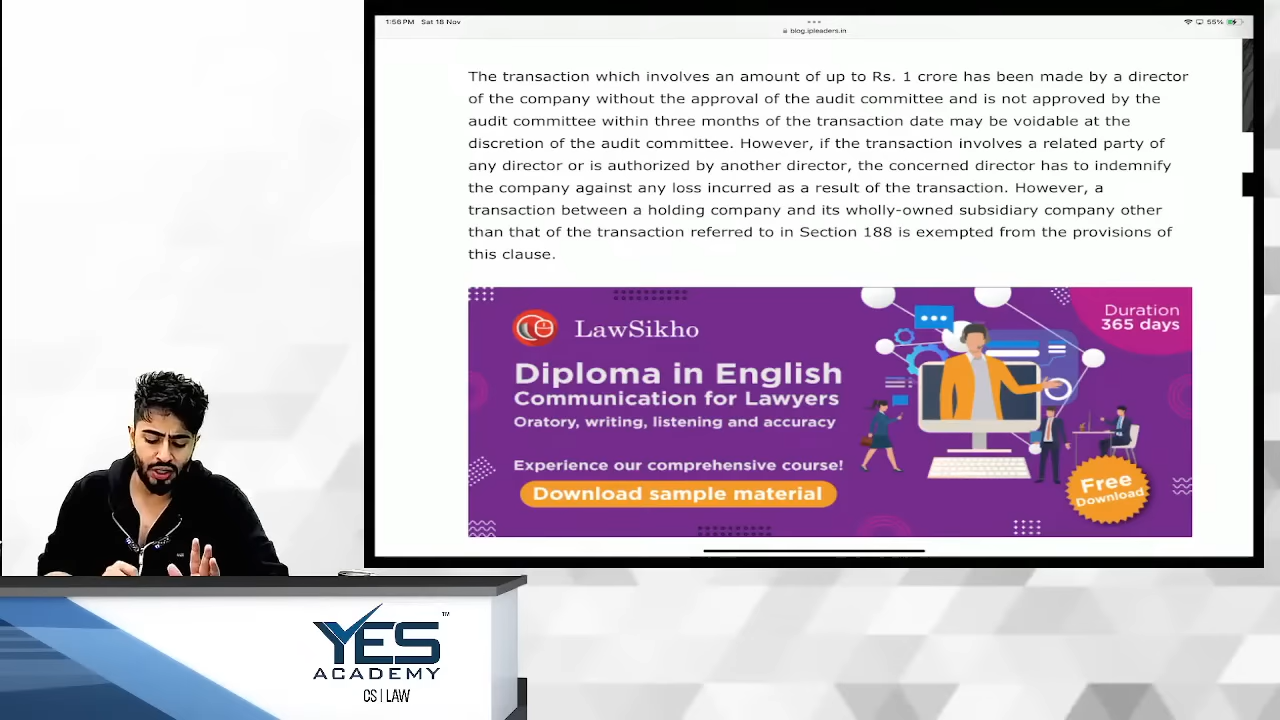 1:56 PM Sat 18 Nov
55%
blog.ipleaders.in
The transaction which involves an amount of up to Rs. 1 crore has been made by a director
of the company without the approval of the audit committee and is not approved by the
audit committee within three months of the transaction date may be voidable at the
discretion of the audit committee. However, if the transaction involves a related party of
any director or is authorized by another director, the concerned director has to indemnify
the company against any loss incurred as a result of the transaction. However, a
transaction between a holding company and its wholly-owned subsidiary company other
than that of the transaction referred to in Section 188 is exempted from the provisions of
this clause.
LawSikho
Duration
365 days
Diploma in English
Communication for Lawyers
Oratory, writing, listening and accuracy
Experience our comprehensive course!
Download sample material
Free
Download
YES™
ACADEMY
CS | LAW